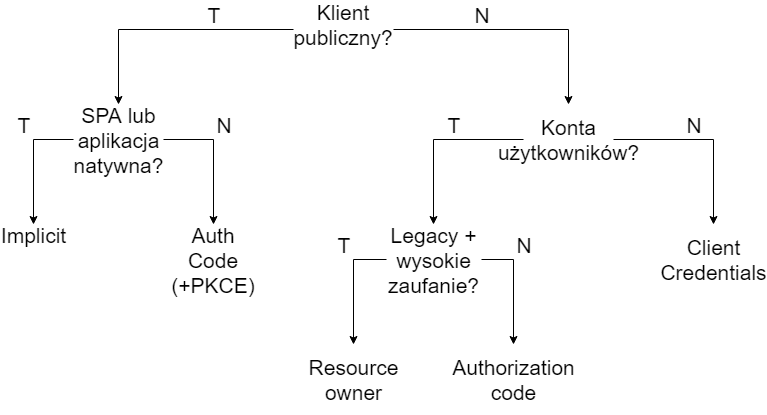 T
Klient
publiczny?
N
T
SPA lub
aplikacja
natywna?
N
T
Konta
użytkowników?
N
Implicit
Auth
Code
(+PKCE)
T
Legacy +
wysokie
zaufanie?
N
Client
Credentials
Resource
owner
Authorization
code